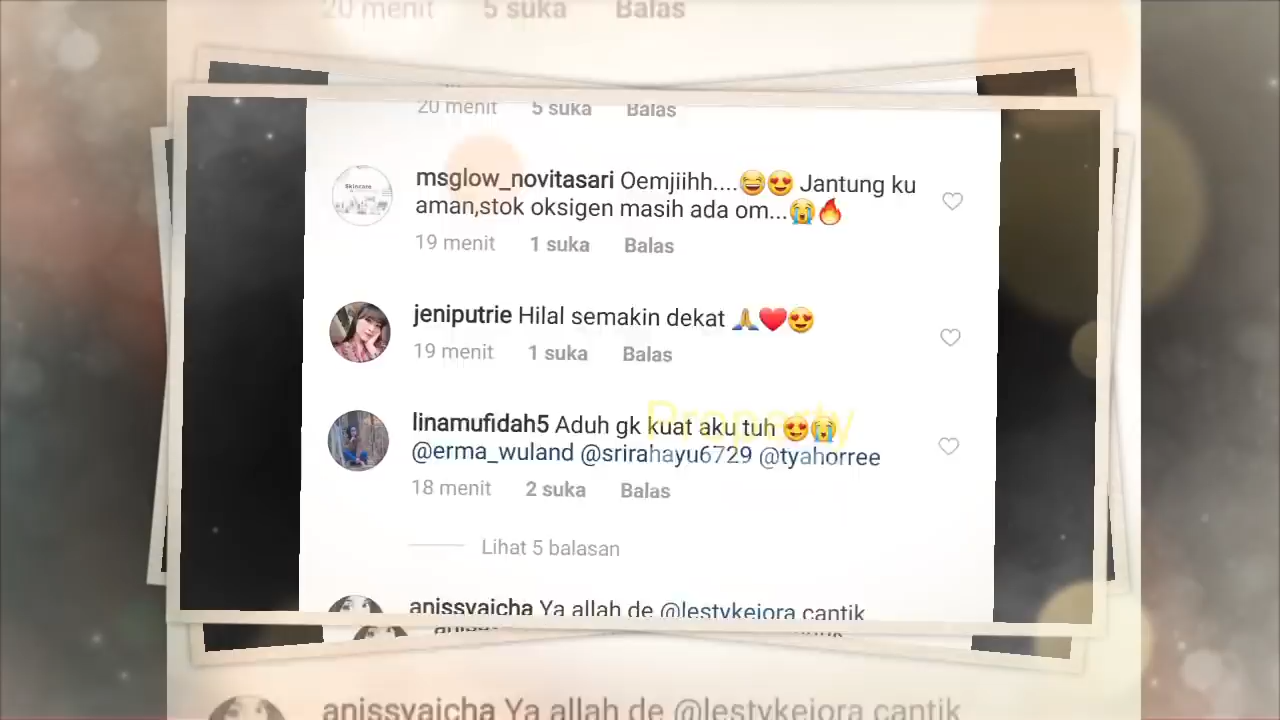 20 menit 5 suka Balas
20 menit 5 suka Balas
msglow_novitasari Oemjiihh....😂😍 Jantung ku
aman,stok oksigen masih ada om...😭🔥
19 menit 1 suka Balas
jeniputrie Hilal semakin dekat 🙏❤️😍
19 menit 1 suka Balas
Property
linamufidah5 Aduh gk kuat aku tuh 😍😭
@erma_wuland @srirahayu6729 @tyahorree
18 menit 2 suka Balas
Lihat 5 balasan
anissyaicha Ya allah de @lestykejora cantik
anissyaicha Ya allah de @lestykejora cantik
Skincare